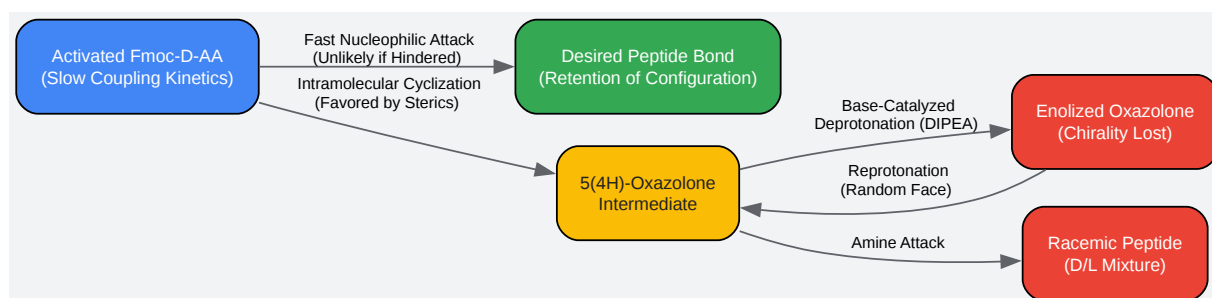 Activated Fmoc-D-AA
(Slow Coupling Kinetics)
Fast Nucleophilic Attack
(Unlikely if Hindered)
Desired Peptide Bond
(Retention of Configuration)
Intramolecular Cyclization
(Favored by Sterics)
5(4H)-Oxazolone
Intermediate
Base-Catalyzed
Deprotonation (DIPEA)
Enolized Oxazolone
(Chirality Lost)
Reprotonation
(Random Face)
Amine Attack
Racemic Peptide
(D/L Mixture)